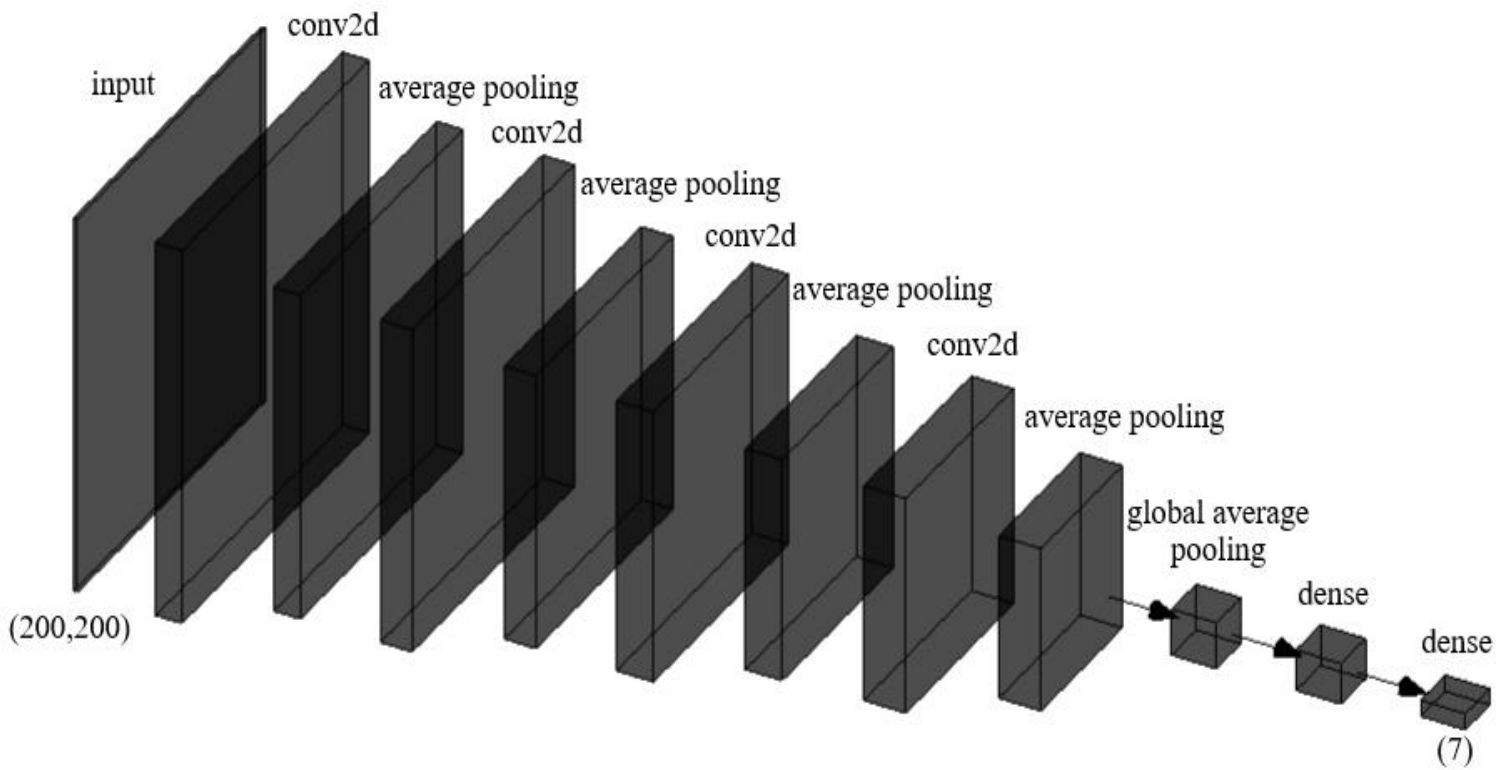 input
conv2d
average pooling
conv2d
average pooling
conv2d
average pooling
conv2d
average pooling
global average
pooling
dense
dense
(200,200)
(7)